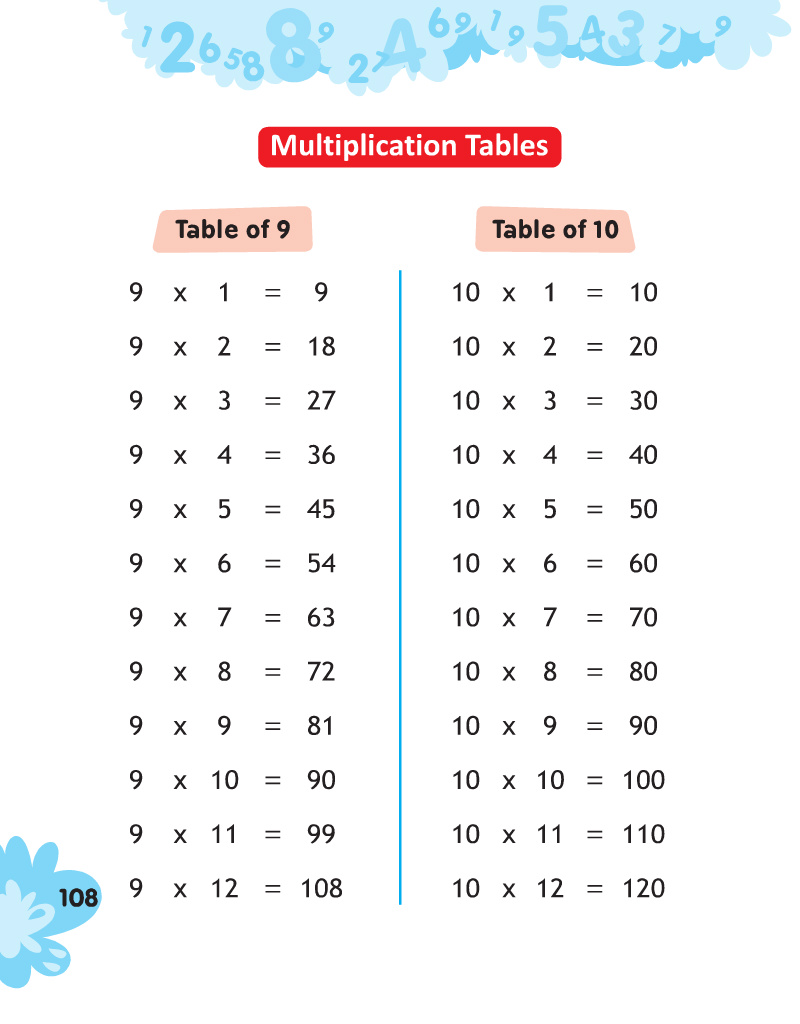 1 2 6 5 8 8 9 2 7 4 6 9 1 9 5 4 3 7 9
Multiplication Tables
Table of 9
9 x 1 = 9
9 x 2 = 18
9 x 3 = 27
9 x 4 = 36
9 x 5 = 45
9 x 6 = 54
9 x 7 = 63
9 x 8 = 72
9 x 9 = 81
9 x 10 = 90
9 x 11 = 99
9 x 12 = 108
Table of 10
10 x 1 = 10
10 x 2 = 20
10 x 3 = 30
10 x 4 = 40
10 x 5 = 50
10 x 6 = 60
10 x 7 = 70
10 x 8 = 80
10 x 9 = 90
10 x 10 = 100
10 x 11 = 110
10 x 12 = 120
108